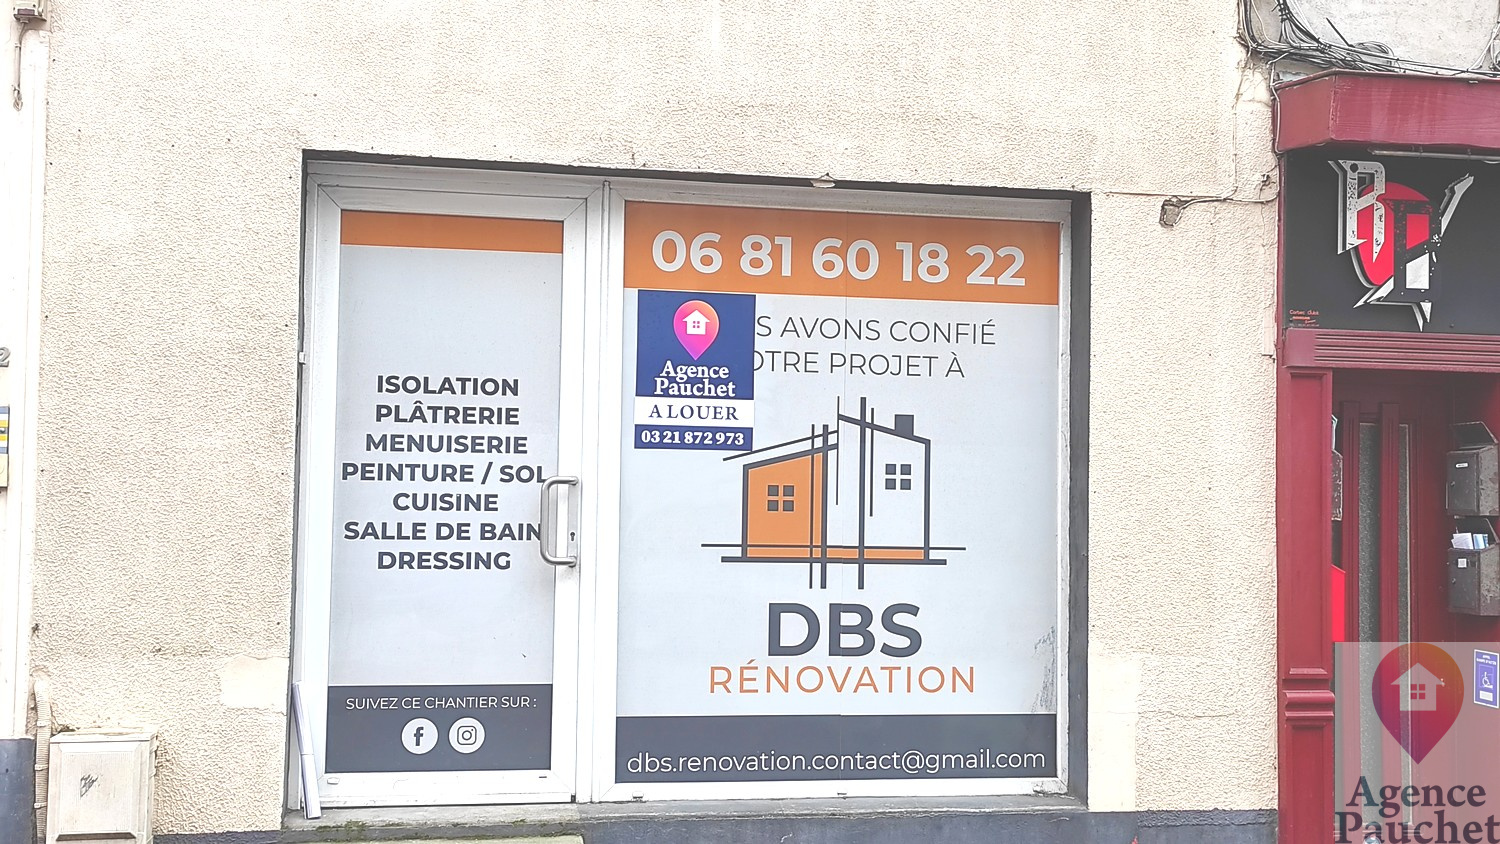 ISOLATION
PLÂTRERIE
MENUISERIE
PEINTURE / SOL
CUISINE
SALLE DE BAIN
DRESSING
SUIVEZ CE CHANTIER SUR :
06 81 60 18 22
S AVONS CONFIÉ
OTRE PROJET À
Agence
Pauchet
A LOUER
03 21 872 973
DBS
RÉNOVATION
dbs.renovation.contact@gmail.com
Agence
Pauchet